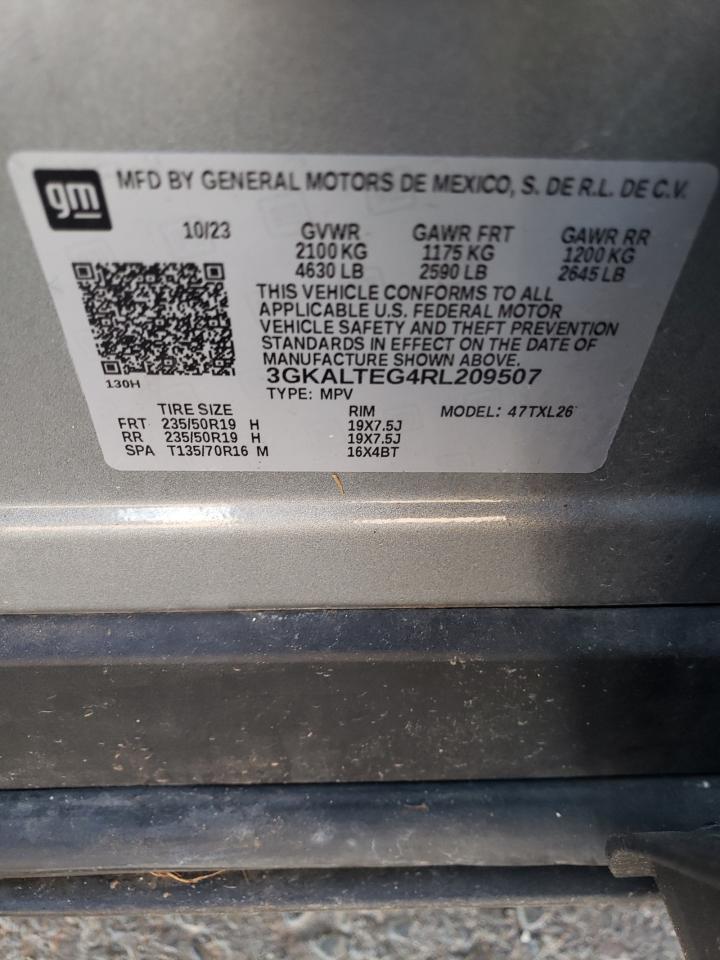 gm
MFD BY GENERAL MOTORS DE MEXICO, S. DE R.L. DE C.V.
10/23 GVWR GAWR FRT GAWR RR
2100 KG 1175 KG 1200 KG
4630 LB 2590 LB 2645 LB
THIS VEHICLE CONFORMS TO ALL
APPLICABLE U.S. FEDERAL MOTOR
VEHICLE SAFETY AND THEFT PREVENTION
STANDARDS IN EFFECT ON THE DATE OF
MANUFACTURE SHOWN ABOVE.
130H
3GKALTEG4RL209507
TYPE: MPV
TIRE SIZE RIM MODEL: 47TXL26
FRT 235/50R19 H 19X7.5J
RR 235/50R19 H 19X7.5J
SPA T135/70R16 M 16X4BT